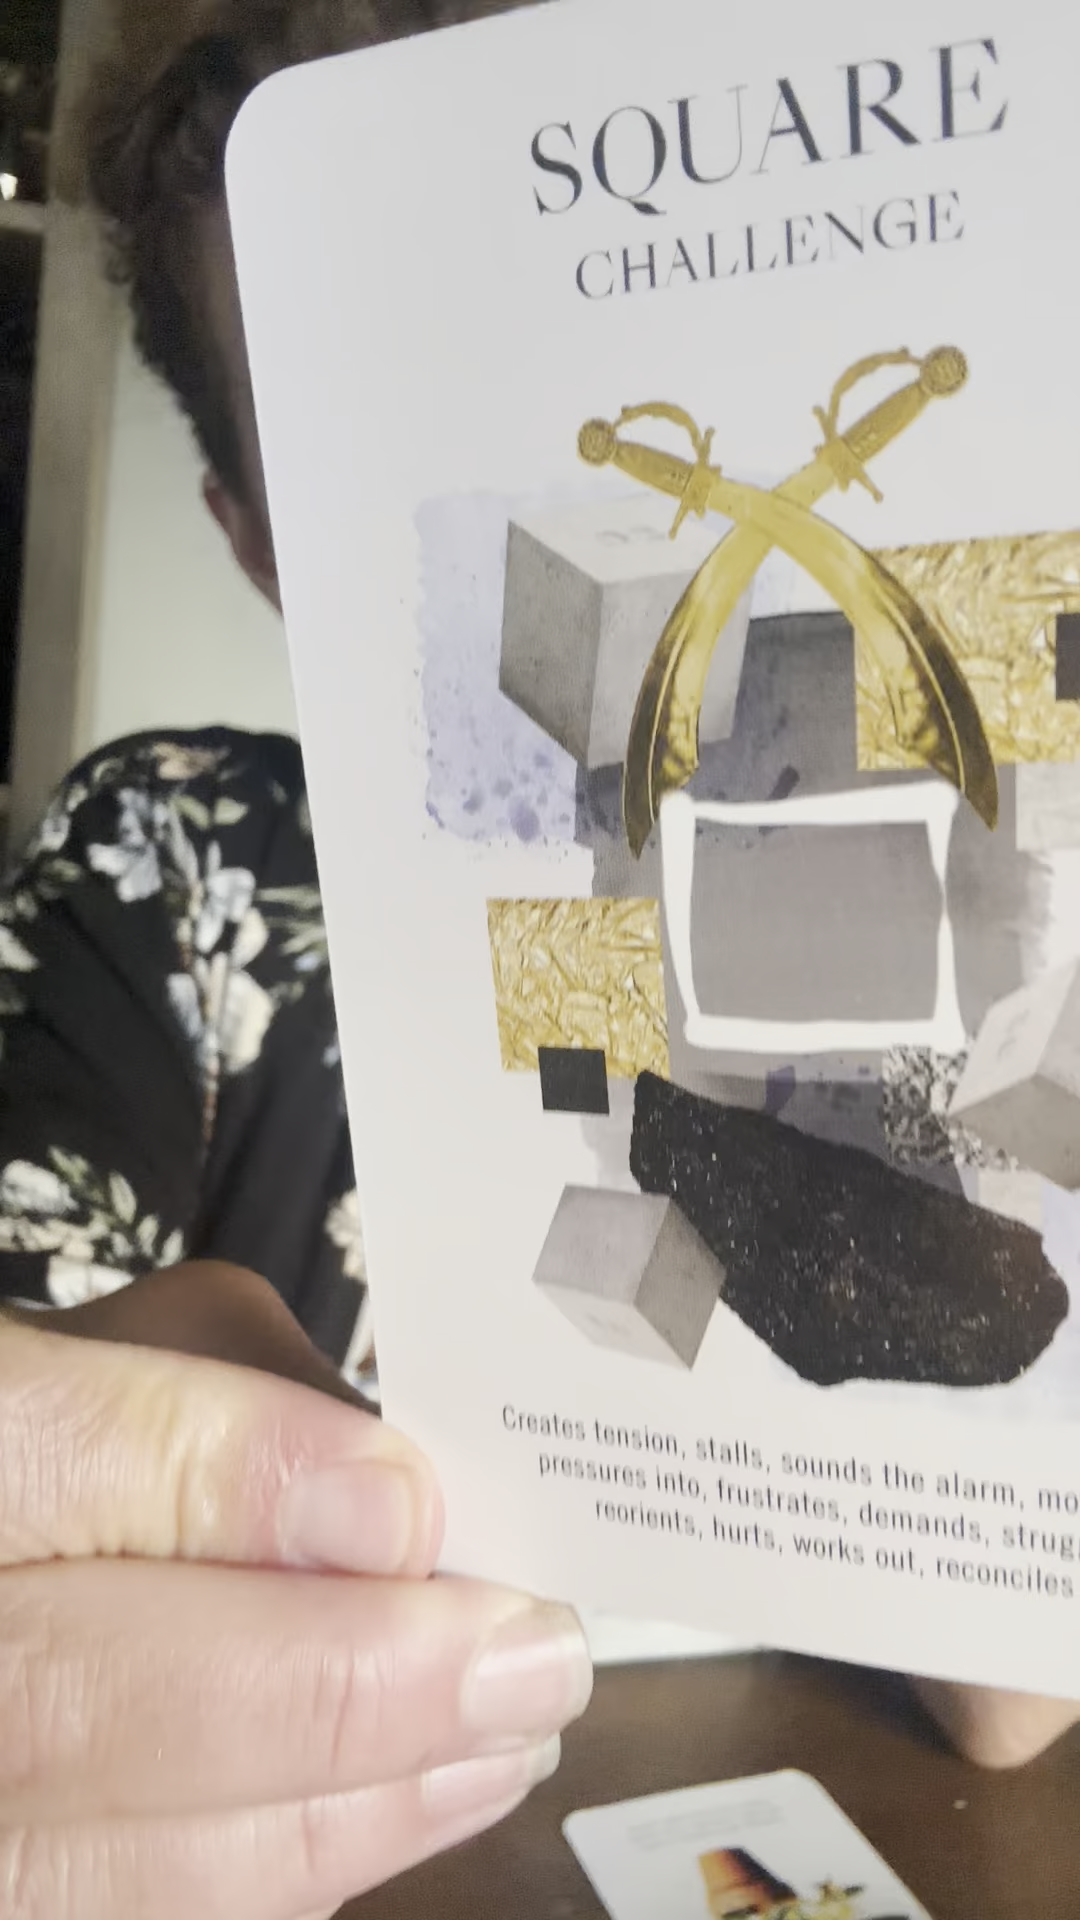 SQUARE
CHALLENGE
Creates tension, stalls, sounds the alarm, mo
pressures into, frustrates, demands, strug
reorients, hurts, works out, reconciles